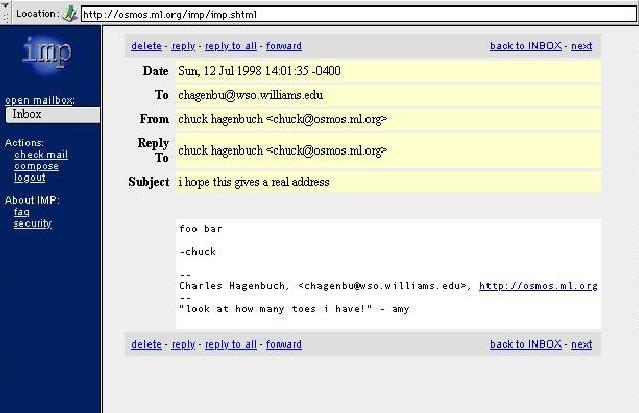 Location: http://osmos.ml.org/imp/imp.shtml
imp
open mailbox:
Inbox
Actions:
check mail
compose
logout
About IMP:
faq
security
delete - reply - reply to all - forward back to INBOX - next
Date Sun, 12 Jul 1998 14:01:35 -0400
To chagenbu@wso.williams.edu
From chuck hagenbuch <chuck@osmos.ml.org>
Reply
To chuck hagenbuch <chuck@osmos.ml.org>
Subject i hope this gives a real address
foo bar
-chuck
--
Charles Hagenbuch, <chagenbu@wso.williams.edu>, http://osmos.ml.org
--
"look at how many toes i have!" - amy
delete - reply - reply to all - forward back to INBOX - next